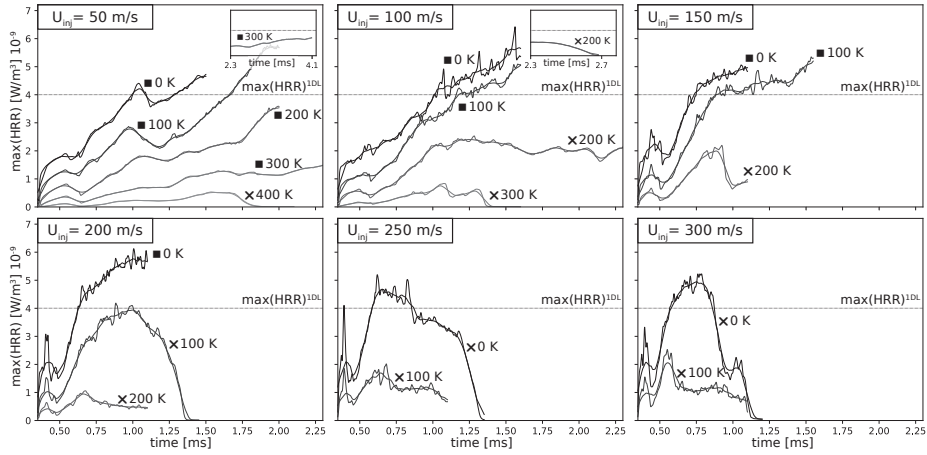 U_inj= 50 m/s
7
6
5
4
3
2
1
0
max(HRR) [W/m³] 10⁻⁹
■ 0 K
■ 100 K
■ 200 K
■ 300 K
×400 K
max(HRR)¹ᴰᴸ
■ 300 K
2.3
4.1
time [ms]
U_inj= 100 m/s
■ 0 K
■ 100 K
×200 K
×300 K
max(HRR)¹ᴰᴸ
×200 K
2.3
2.7
time [ms]
U_inj= 150 m/s
■ 0 K
■ 100 K
×200 K
max(HRR)¹ᴰᴸ
U_inj= 200 m/s
7
6
5
4
3
2
1
0
max(HRR) [W/m³] 10⁻⁹
■ 0 K
max(HRR)¹ᴰᴸ
×100 K
×200 K
0,50 0,75 1,00 1,25 1,50 1,75 2,00
time [ms]
U_inj= 250 m/s
max(HRR)¹ᴰᴸ
×0 K
×100 K
0,50 0,75 1,00 1,25 1,50 1,75 2,00 2,25
time [ms]
U_inj= 300 m/s
max(HRR)¹ᴰᴸ
×0 K
×100 K
0,50 0,75 1,00 1,25 1,50 1,75 2,00 2,25
time [ms]